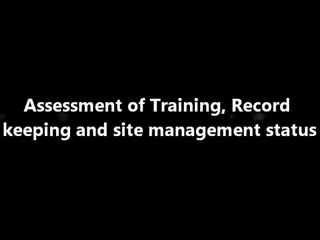 Assessment of Training, Record
keeping and site management status